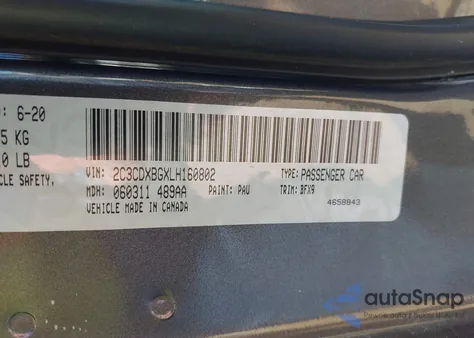 D: 6-20
5 KG
0 LB
CLE SAFETY,
VIN: 2C3CDXBGXLH160802
TYPE: PASSENGER CAR
MDH: 060311 489AA
PAINT: PAU
TRIM: BFX9
VEHICLE MADE IN CANADA
4658843
autoSnap